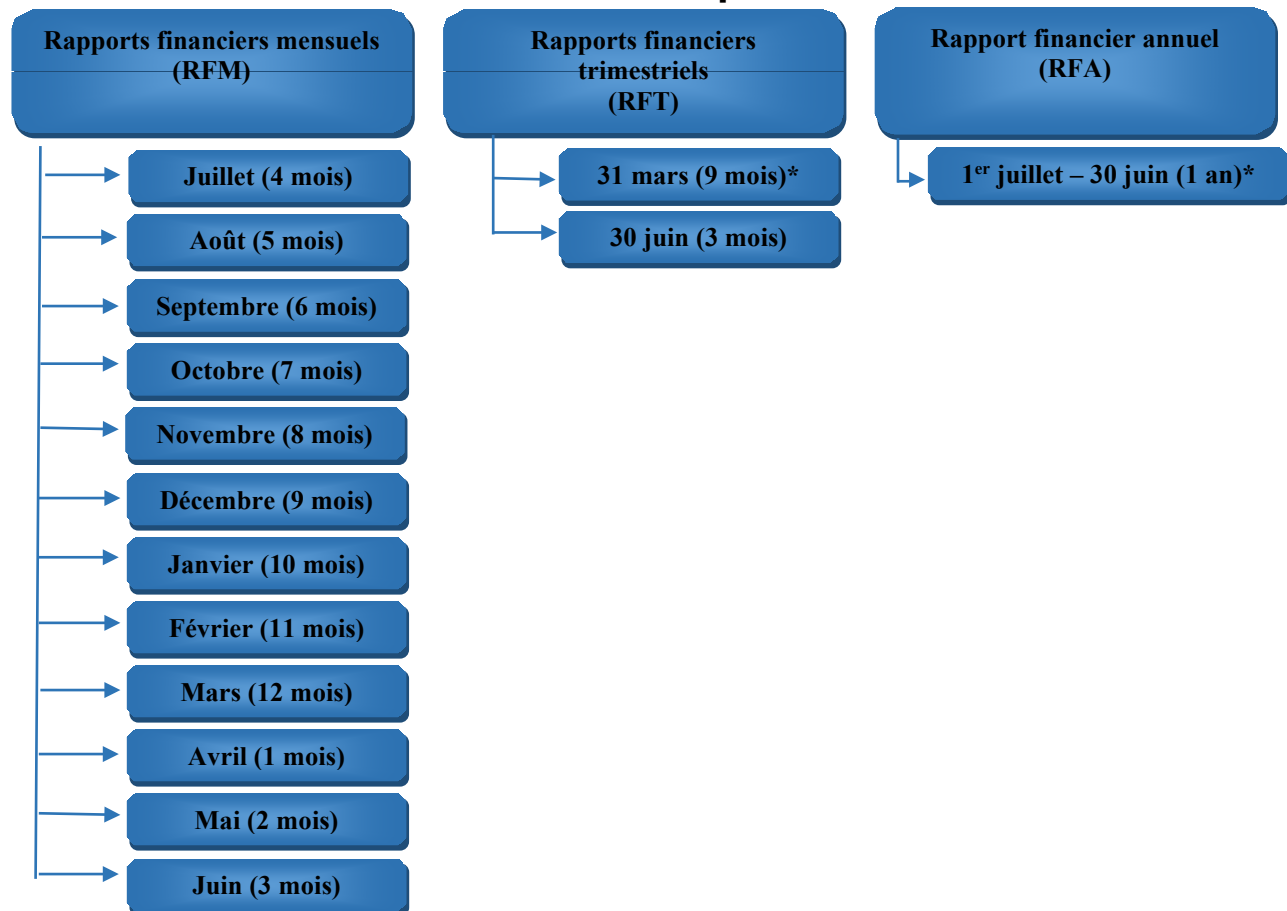 Rapports financiers mensuels
(RFM)
Juillet (4 mois)
Août (5 mois)
Septembre (6 mois)
Octobre (7 mois)
Novembre (8 mois)
Décembre (9 mois)
Janvier (10 mois)
Février (11 mois)
Mars (12 mois)
Avril (1 mois)
Mai (2 mois)
Juin (3 mois)
Rapports financiers
trimestriels
(RFT)
31 mars (9 mois)*
30 juin (3 mois)
Rapport financier annuel
(RFA)
1er juillet – 30 juin (1 an)*